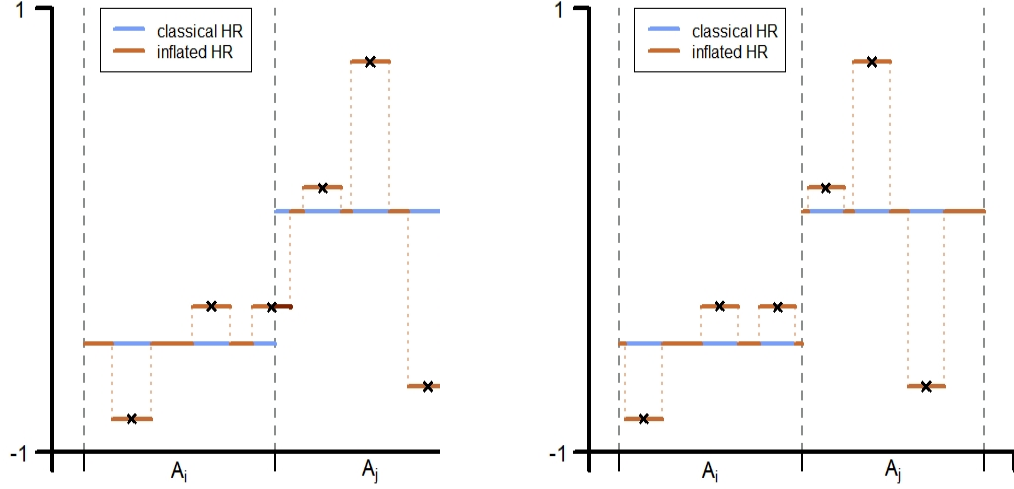 1
classical HR
inflated HR
-1
Ai
Aj
1
classical HR
inflated HR
-1
Ai
Aj